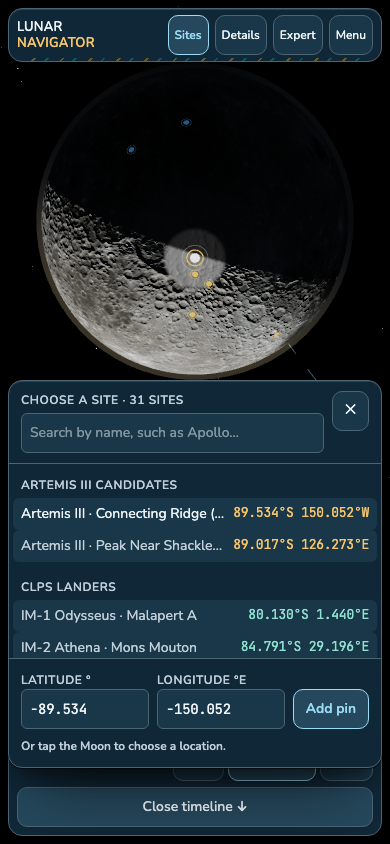 LUNAR
NAVIGATOR
Sites
Details
Expert
Menu
CHOOSE A SITE · 31 SITES
×
Search by name, such as Apollo…
ARTEMIS III CANDIDATES
Artemis III · Connecting Ridge (… 89.534°S 150.052°W
Artemis III · Peak Near Shackle… 89.017°S 126.273°E
CLPS LANDERS
IM-1 Odysseus · Malapert A 80.130°S 1.440°E
IM-2 Athena · Mons Mouton 84.791°S 29.196°E
LATITUDE ° LONGITUDE °E
-89.534 -150.052 Add pin
Or tap the Moon to choose a location.
Close timeline ↓